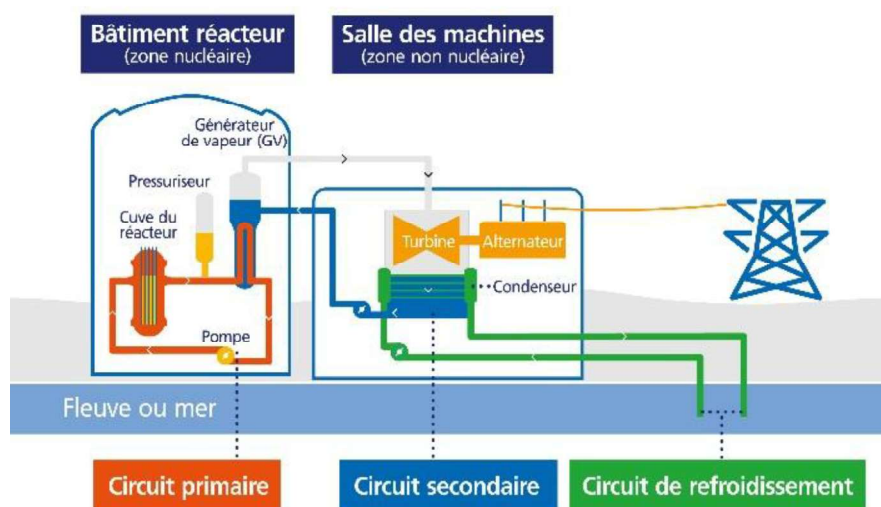 Bâtiment réacteur
(zone nucléaire)
Salle des machines
(zone non nucléaire)
Générateur
de vapeur (GV)
Pressuriseur
Cuve du
réacteur
Turbine
Alternateur
Condenseur
Pompe
Fleuve ou mer
Circuit primaire
Circuit secondaire
Circuit de refroidissement